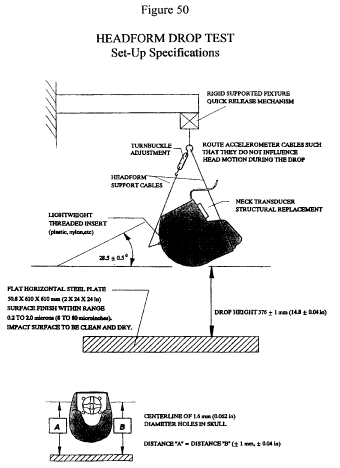 Figure 50
HEADFORM DROP TEST
Set-Up Specifications
RIGID SUPPORTED FIXTURE
QUICK RELEASE MECHANISM
TURNBUCKLE
ADJUSTMENT
ROUTE ACCELEROMETER CABLES SUCH
THAT THEY DO NOT INFLUENCE
HEAD MOTION DURING THE DROP
HEADFORM
SUPPORT CABLES
NECK TRANSDUCER
STRUCTURAL REPLACEMENT
LIGHTWEIGHT
THREADED INSERT
(plastic, nylon,etc)
28.5 ± 0.5°
FLAT HORIZONTAL STEEL PLATE
50.8 X 610 X 610 mm (2 X 24 X 24 in)
SURFACE FINISH WITHIN RANGE
0.2 TO 2.0 microns (8 TO 80 microinches).
IMPACT SURFACE TO BE CLEAN AND DRY.
DROP HEIGHT 376 ± 1 mm (14.8 ± 0.04 in)
A
B
CENTERLINE OF 1.6 mm (0.062 in)
DIAMETER HOLES IN SKULL
DISTANCE "A" = DISTANCE "B" (± 1 mm, ± 0.04 in)